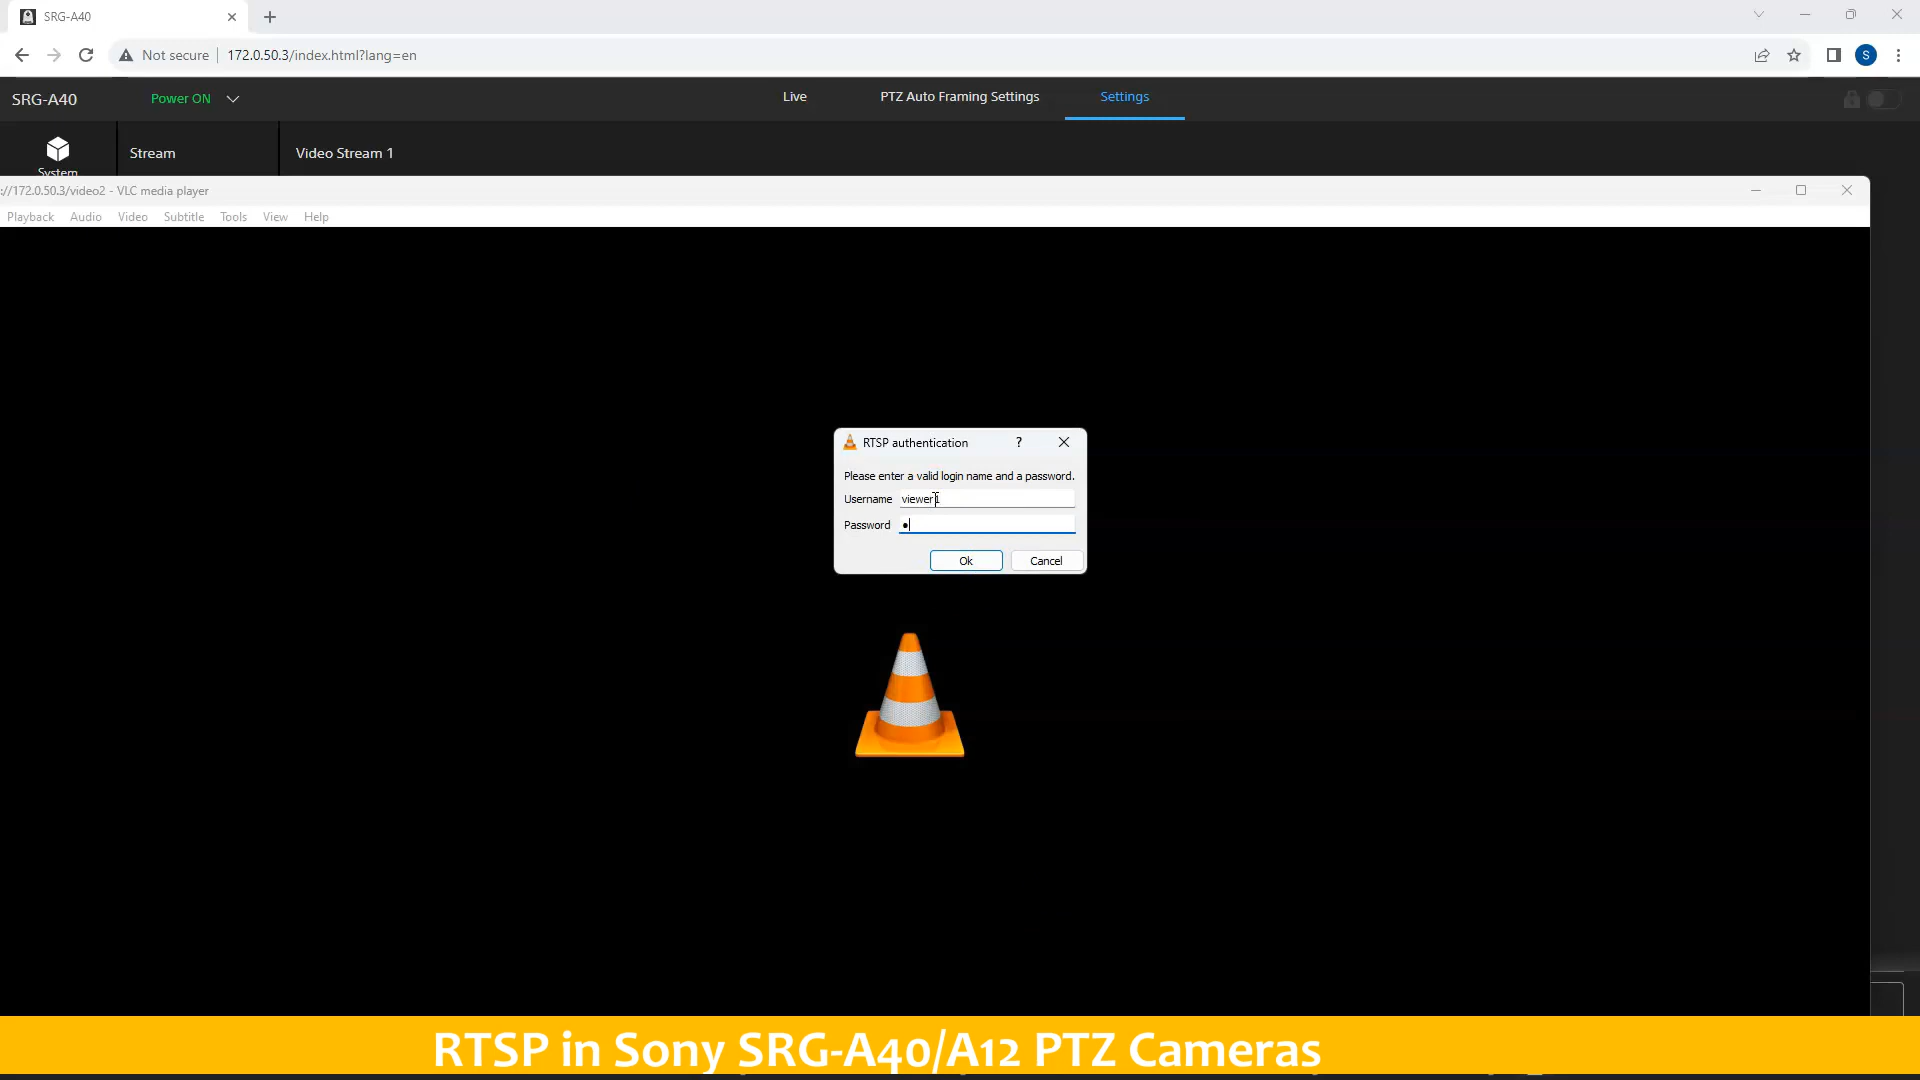 SRG-A40
Not secure
172.0.50.3/index.html?lang=en
S
SRG-A40
Power ON
Live
PTZ Auto Framing Settings
Settings
System
Stream
Video Stream 1
://172.0.50.3/video2 - VLC media player
Playback Audio Video Subtitle Tools View Help
RTSP authentication
?
Please enter a valid login name and a password.
Username viewer1
Password
Ok
Cancel
RTSP in Sony SRG-A40/A12 PTZ Cameras